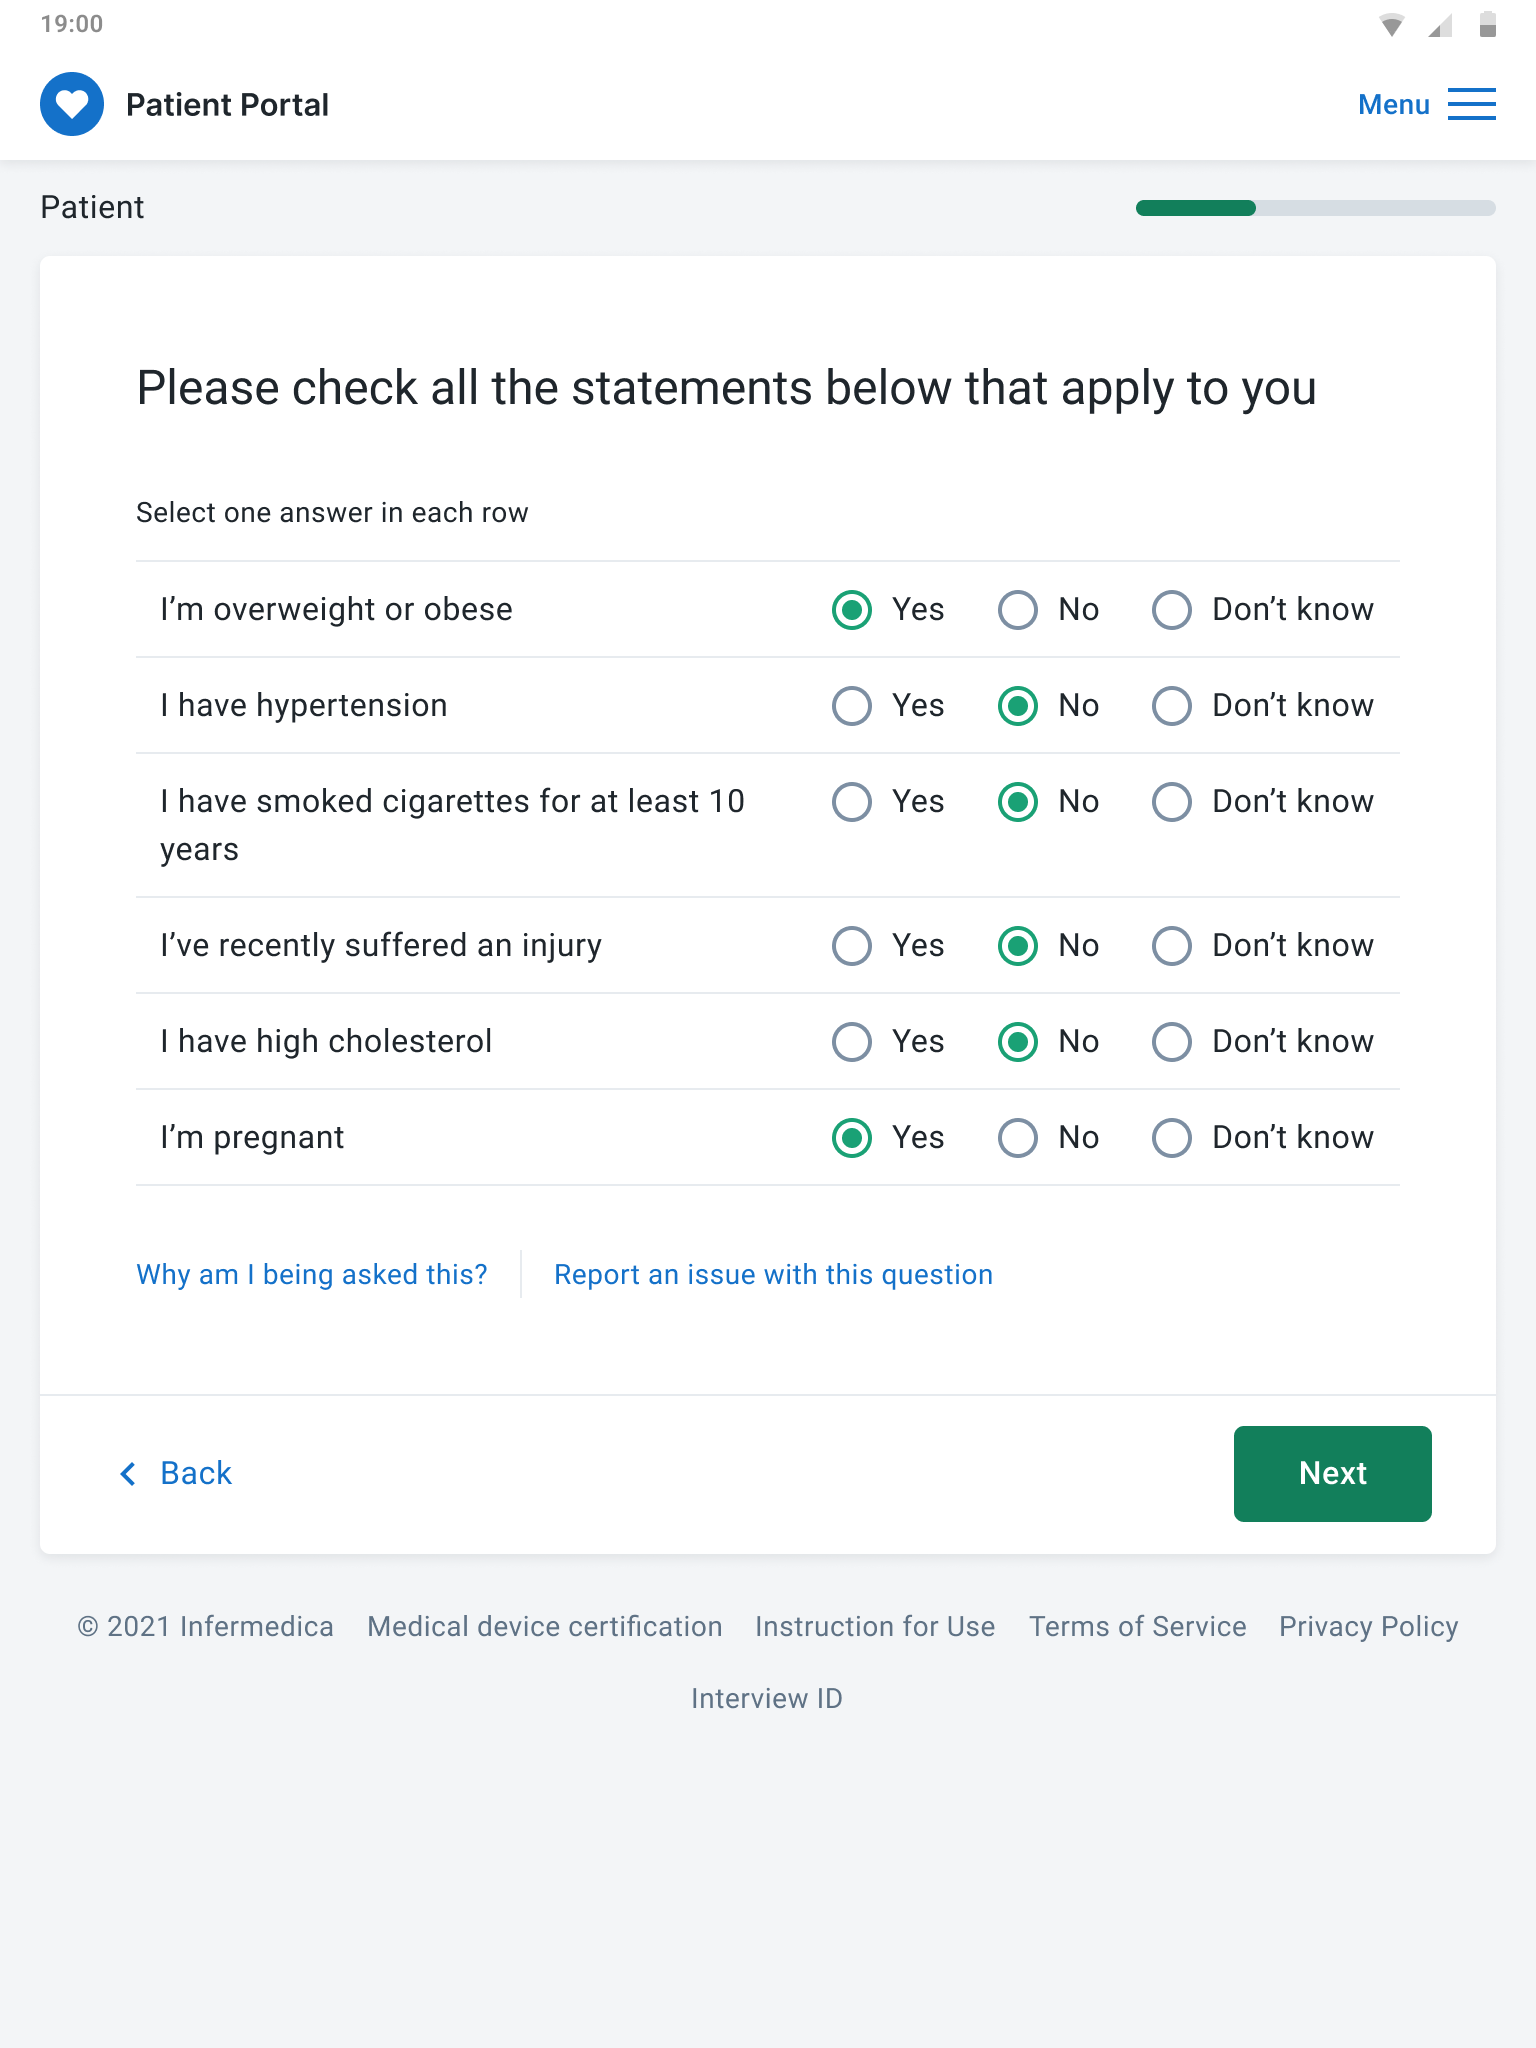 19:00
Patient Portal
Menu
Patient
Please check all the statements below that apply to you
Select one answer in each row
I’m overweight or obese Yes No Don’t know
I have hypertension Yes No Don’t know
I have smoked cigarettes for at least 10 Yes No Don’t know
years
I’ve recently suffered an injury Yes No Don’t know
I have high cholesterol Yes No Don’t know
I’m pregnant Yes No Don’t know
Why am I being asked this? Report an issue with this question
Back Next
© 2021 Infermedica Medical device certification Instruction for Use Terms of Service Privacy Policy
Interview ID